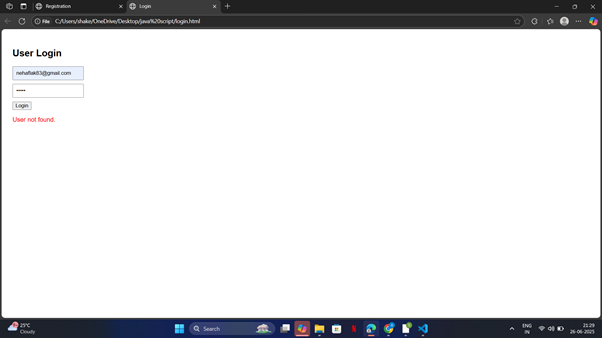 Registration
Login
File
C:/Users/shake/OneDrive/Desktop/java%20script/login.html
User Login
nehaflak83@gmail.com
•••••
Login
User not found.
25°C
Cloudy
Search
ENG
IN
21:29
26-06-2025